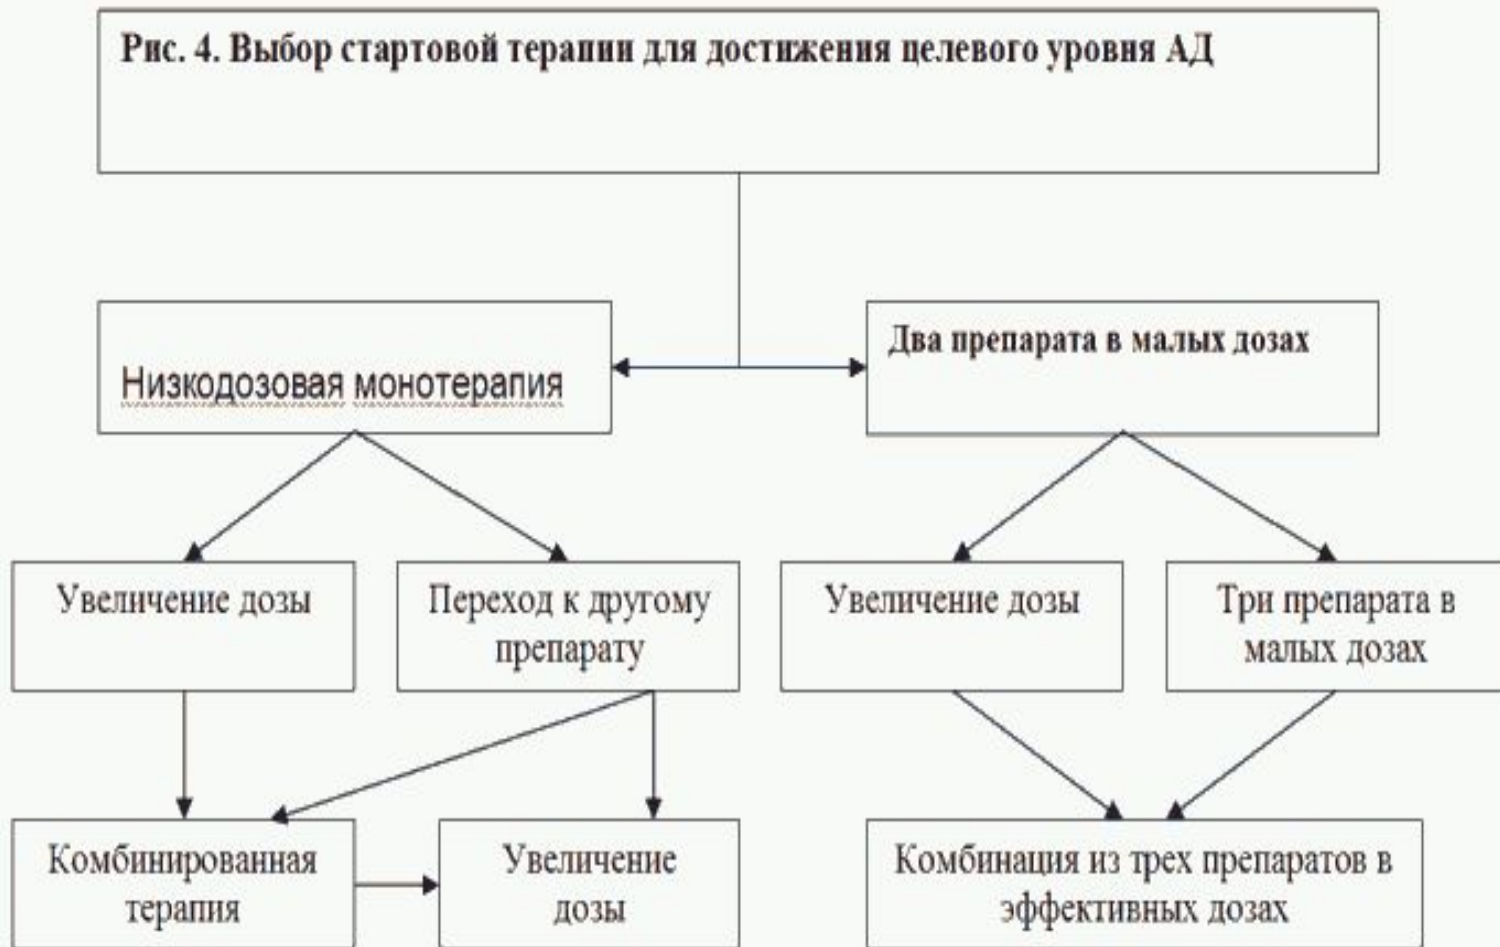 Рис. 4. Выбор стартовой терапии для достижения целевого уровня АД
Низкодозовая монотерапия
Два препарата в малых дозах
Увеличение дозы
Переход к другому
препарату
Увеличение дозы
Три препарата в
малых дозах
Комбинированная
терапия
Увеличение
дозы
Комбинация из трех препаратов в
эффективных дозах